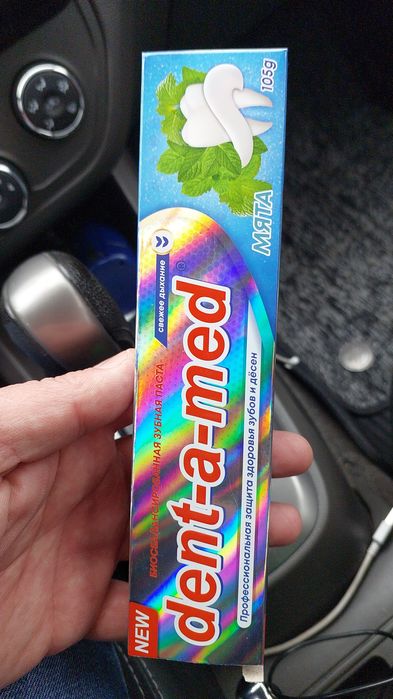 NEW
ЗУБНАЯ ПАСТА
свежее дыхание
dent-a-med
Профессиональная защита здоровья зубов и дёсен
МЯТА
105g